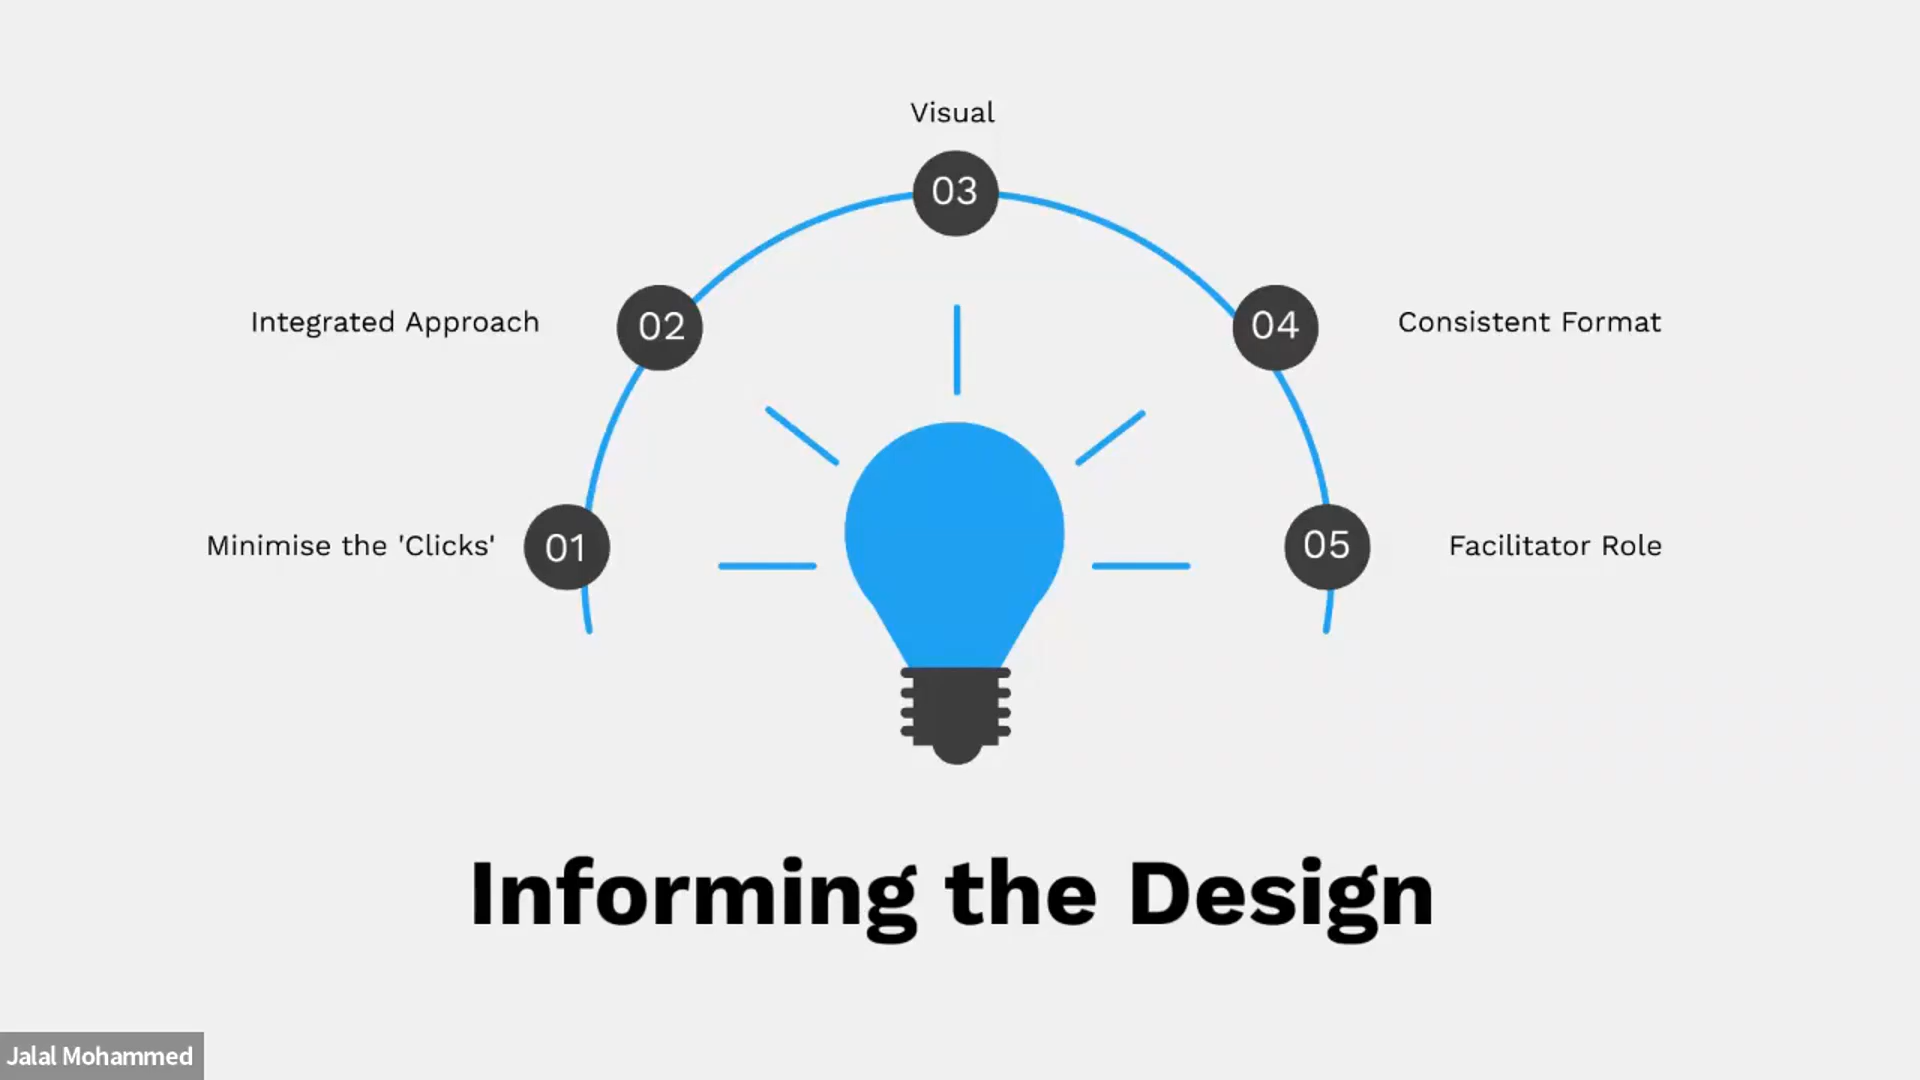 Visual
03
Integrated Approach
02
04
Consistent Format
Minimise the 'Clicks'
01
05
Facilitator Role
Informing the Design
Jalal Mohammed